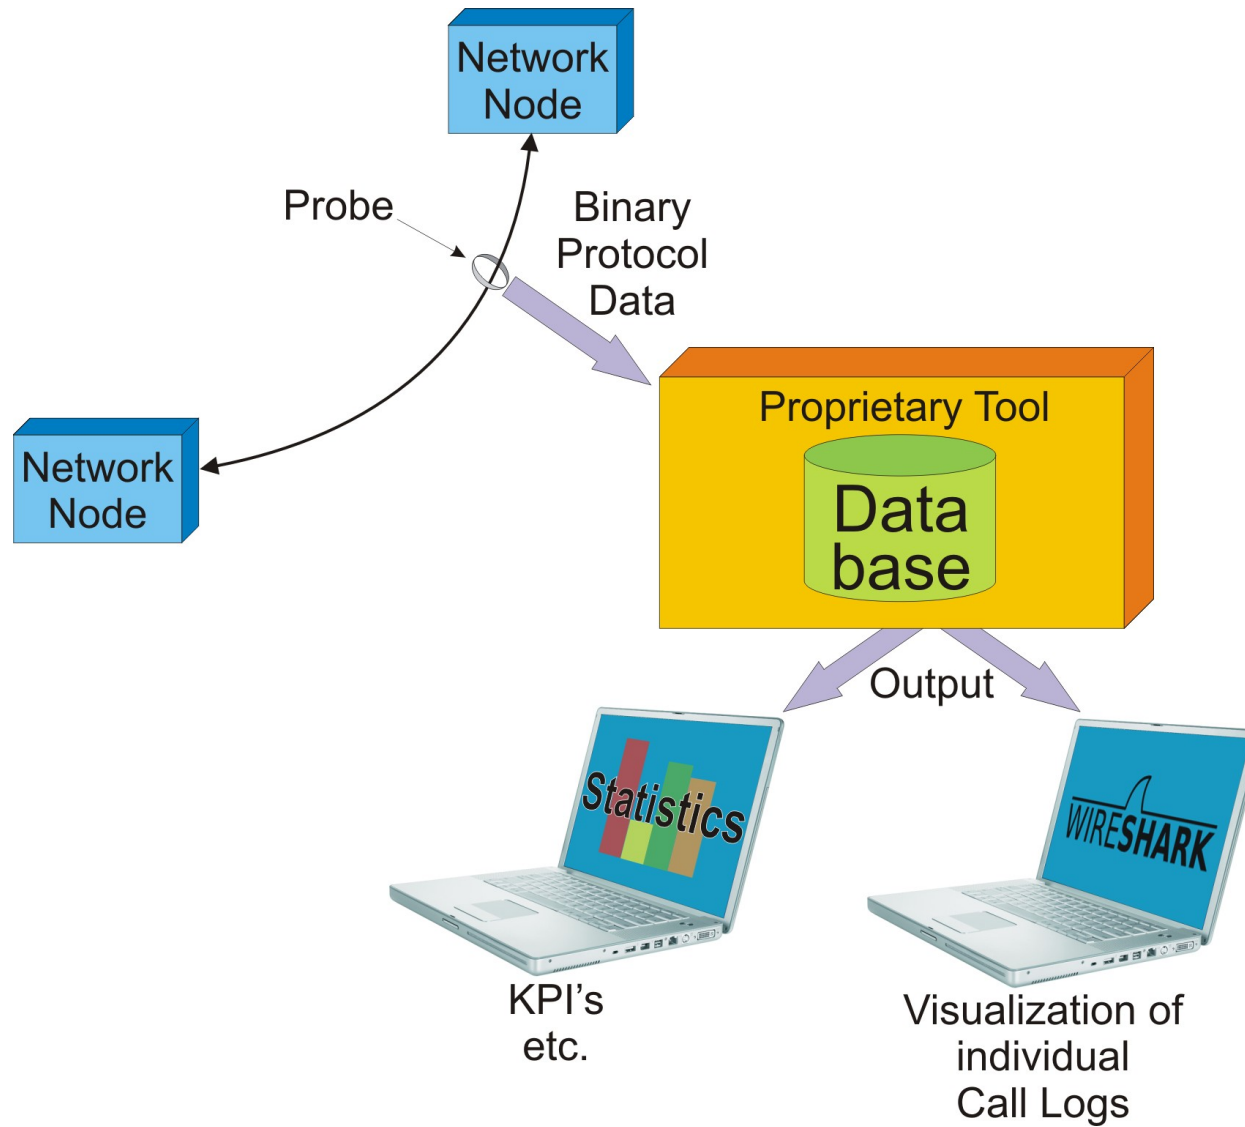 Network
Node
Probe
Binary
Protocol
Data
Network
Node
Proprietary Tool
Data
base
Output
Statistics
WIRESHARK
KPI's
etc.
Visualization of
individual
Call Logs